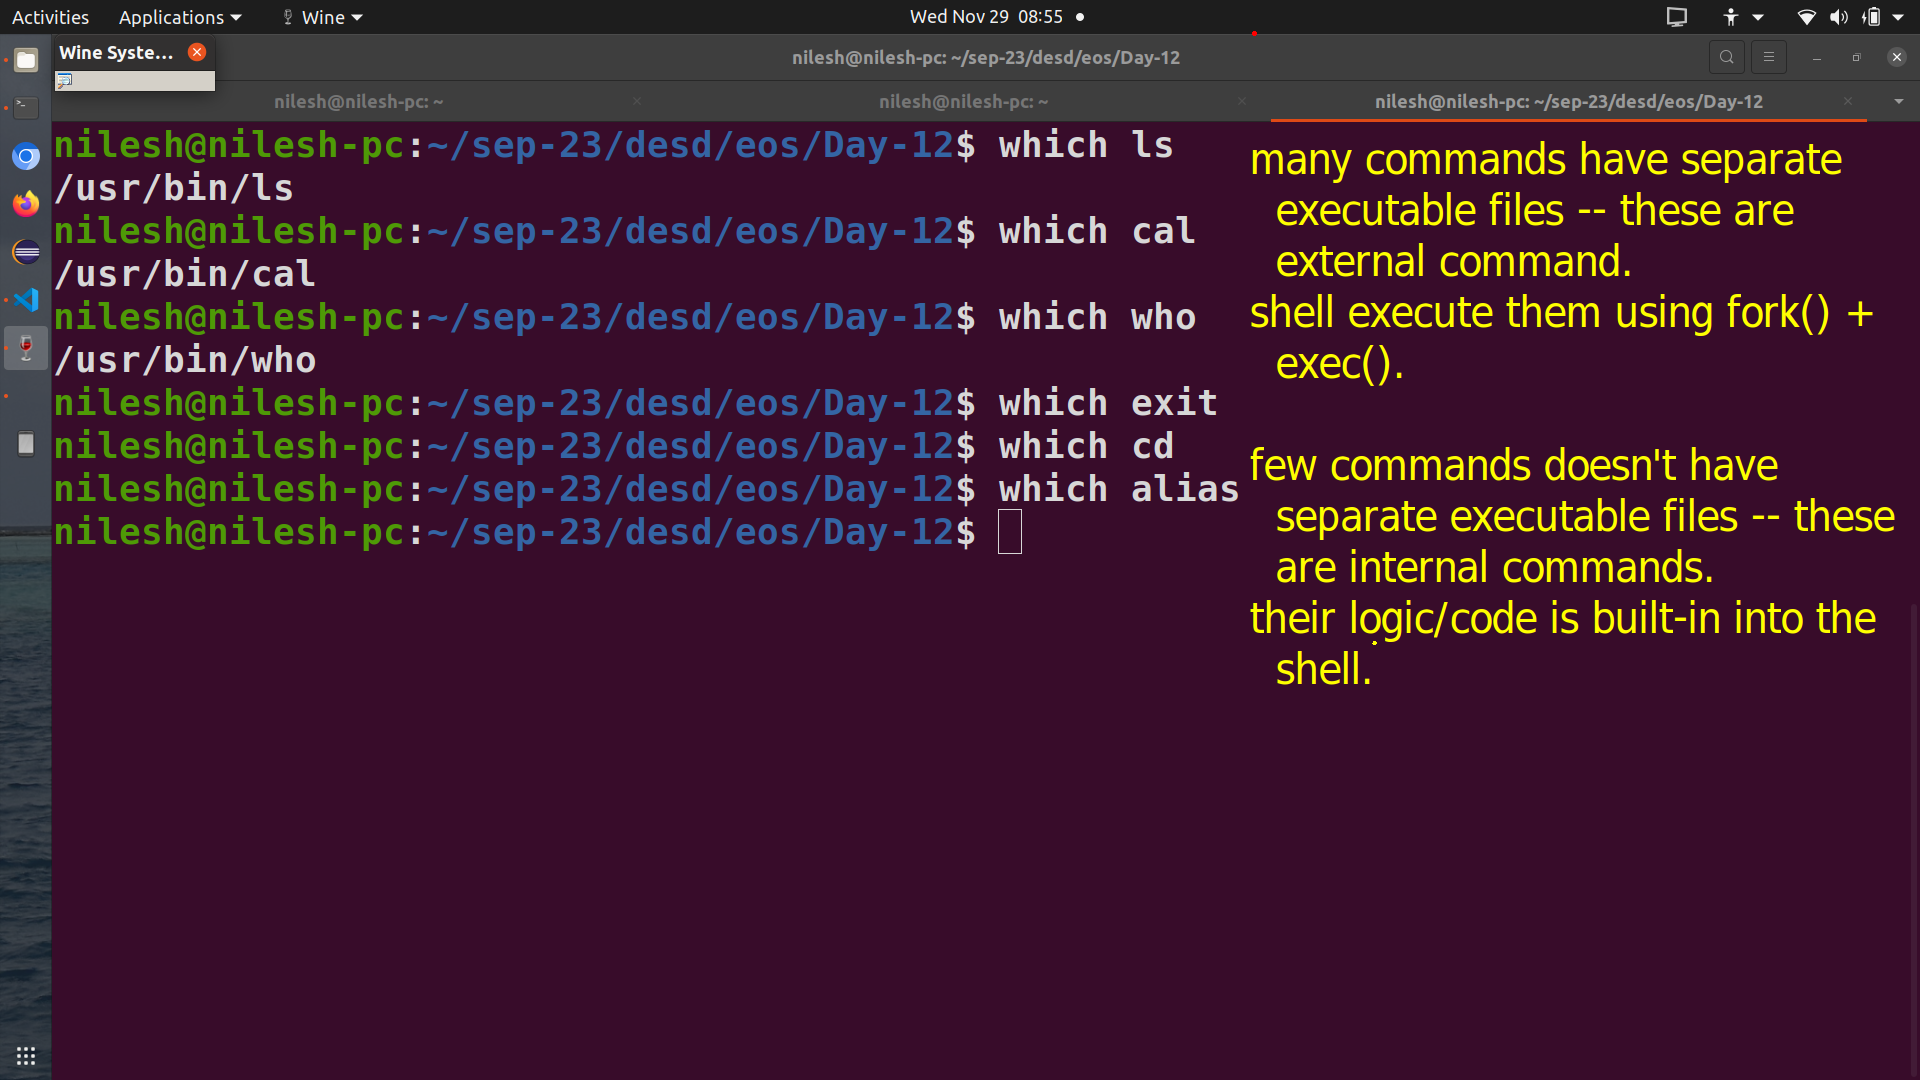 Activities Applications Wine Wed Nov 29 08:55
Wine Syste...
nilesh@nilesh-pc: ~/sep-23/desd/eos/Day-12
nilesh@nilesh-pc: ~ nilesh@nilesh-pc: ~ nilesh@nilesh-pc: ~/sep-23/desd/eos/Day-12
nilesh@nilesh-pc:~/sep-23/desd/eos/Day-12$ which ls
/usr/bin/ls
nilesh@nilesh-pc:~/sep-23/desd/eos/Day-12$ which cal
/usr/bin/cal
nilesh@nilesh-pc:~/sep-23/desd/eos/Day-12$ which who
/usr/bin/who
nilesh@nilesh-pc:~/sep-23/desd/eos/Day-12$ which exit
nilesh@nilesh-pc:~/sep-23/desd/eos/Day-12$ which cd
nilesh@nilesh-pc:~/sep-23/desd/eos/Day-12$ which alias
nilesh@nilesh-pc:~/sep-23/desd/eos/Day-12$
many commands have separate
executable files -- these are
external command.
shell execute them using fork() +
exec().
few commands doesn't have
separate executable files -- these
are internal commands.
their logic/code is built-in into the
shell.